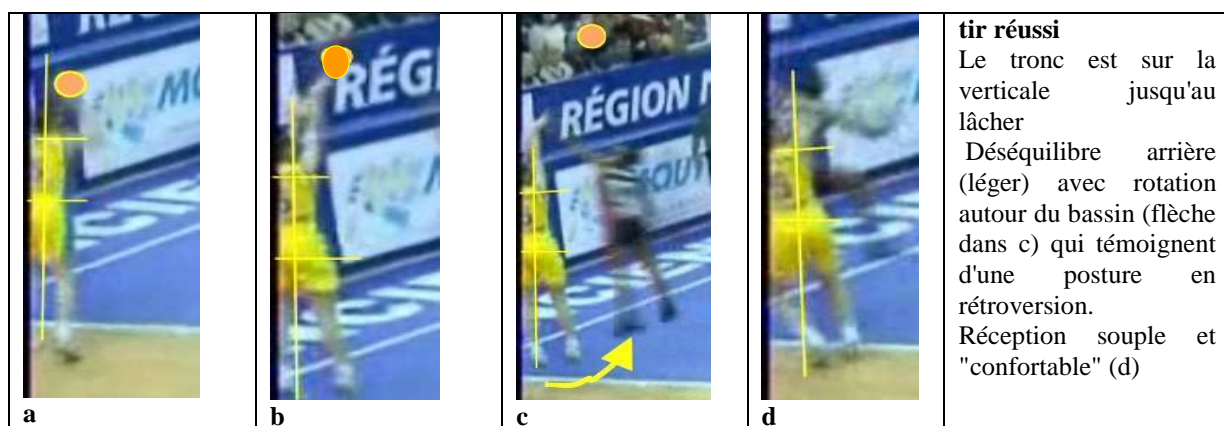 RÉGI
RÉGION
MOUT
a
b
c
d
tir réussi
Le tronc est sur la
verticale jusqu'au
lâcher
Déséquilibre arrière
(léger) avec rotation
autour du bassin (flèche
dans c) qui témoignent
d'une posture en
rétroversion.
Réception souple et
"confortable" (d)